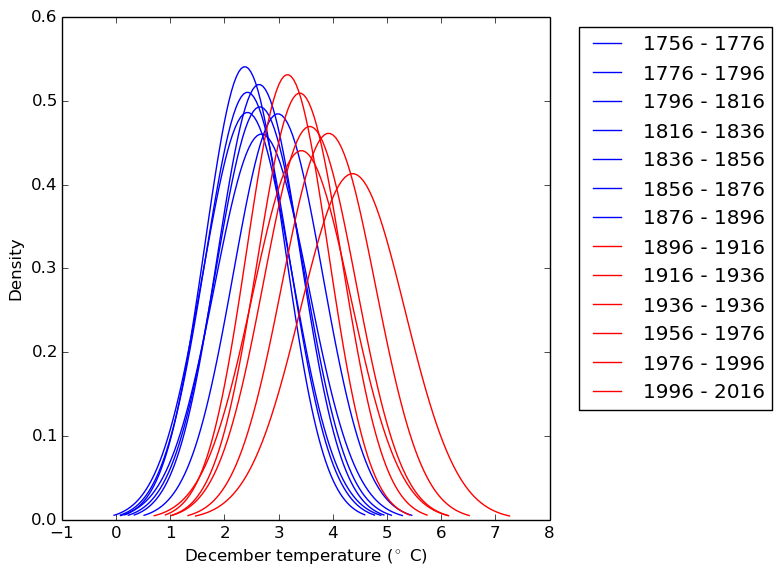 0.6
0.5
0.4
0.3
0.2
0.1
0.0
Density
−1
0
1
2
3
4
5
6
7
8
December temperature (° C)
1756 - 1776
1776 - 1796
1796 - 1816
1816 - 1836
1836 - 1856
1856 - 1876
1876 - 1896
1896 - 1916
1916 - 1936
1936 - 1936
1956 - 1976
1976 - 1996
1996 - 2016